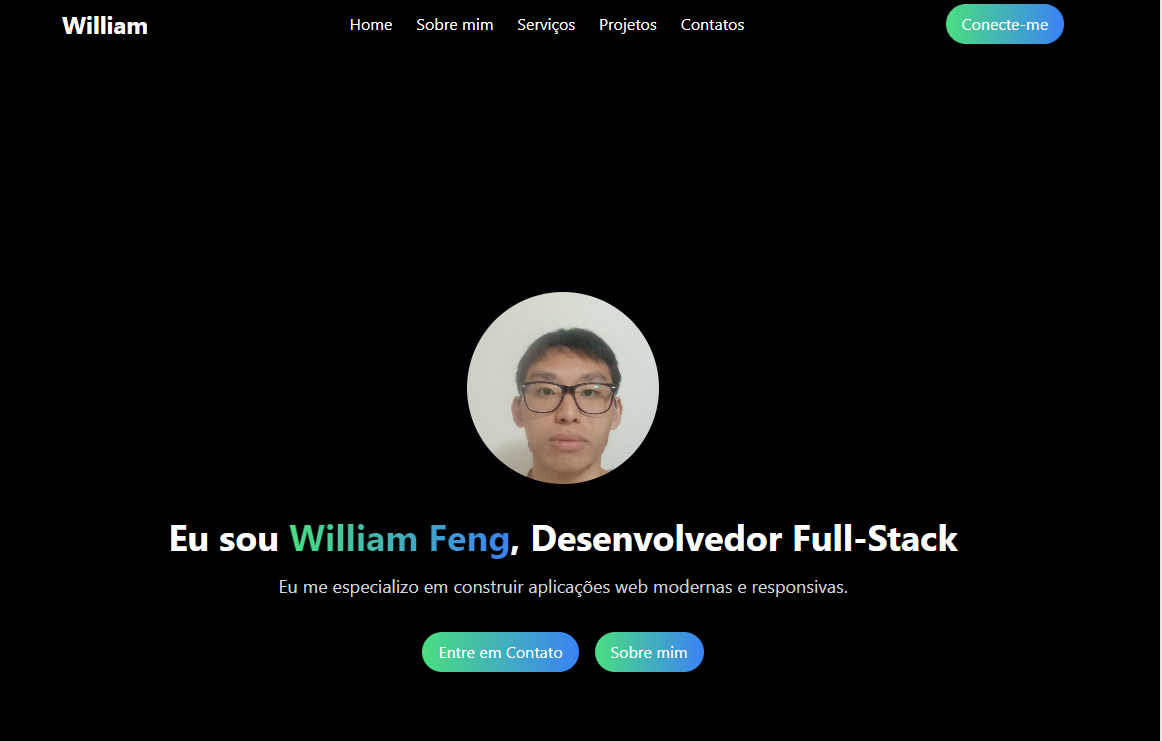 William
Home Sobre mim Serviços Projetos Contatos
Conecte-me
Eu sou William Feng, Desenvolvedor Full-Stack
Eu me especializo em construir aplicações web modernas e responsivas.
Entre em Contato
Sobre mim